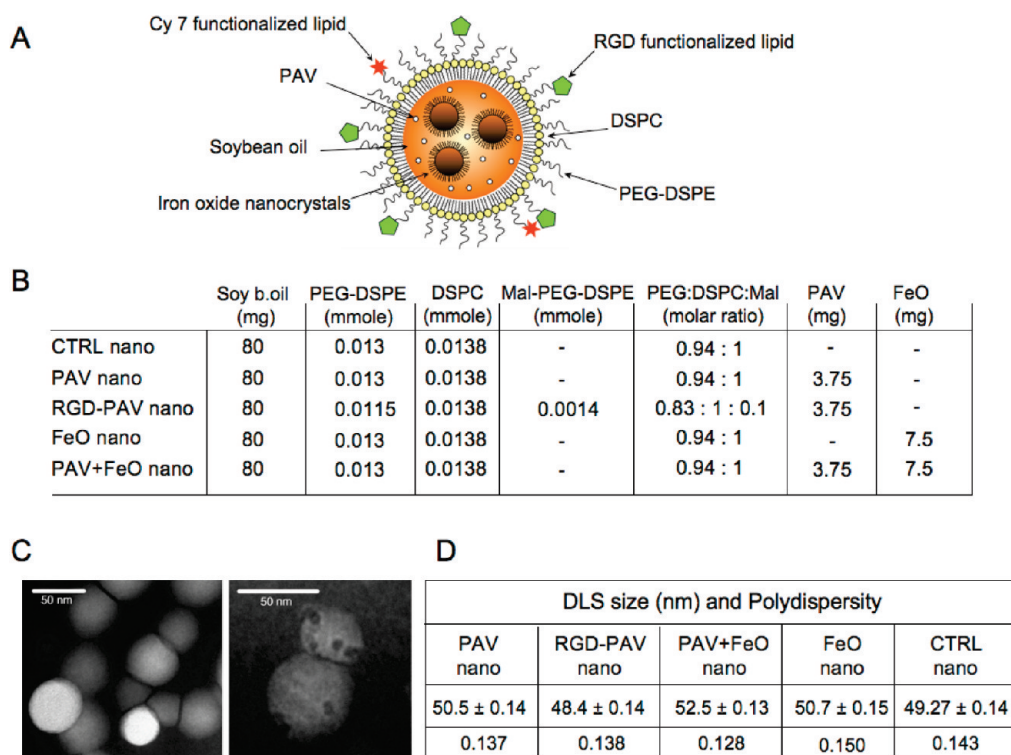 A
Cy 7 functionalized lipid
RGD functionalized lipid
PAV
DSPC
Soybean oil
Iron oxide nanocrystals
PEG-DSPE
B
Soy b.oil (mg) PEG-DSPE (mmole) DSPC (mmole) Mal-PEG-DSPE (mmole) PEG:DSPC:Mal (molar ratio) PAV (mg) FeO (mg)
CTRL nano 80 0.013 0.0138 - 0.94 : 1 - -
PAV nano 80 0.013 0.0138 - 0.94 : 1 3.75 -
RGD-PAV nano 80 0.0115 0.0138 0.0014 0.83 : 1 : 0.1 3.75 -
FeO nano 80 0.013 0.0138 - 0.94 : 1 - 7.5
PAV+FeO nano 80 0.013 0.0138 - 0.94 : 1 3.75 7.5
C
50 nm
50 nm
D
DLS size (nm) and Polydispersity
PAV nano RGD-PAV nano PAV+FeO nano FeO nano CTRL nano
50.5 ± 0.14 48.4 ± 0.14 52.5 ± 0.13 50.7 ± 0.15 49.27 ± 0.14
0.137 0.138 0.128 0.150 0.143